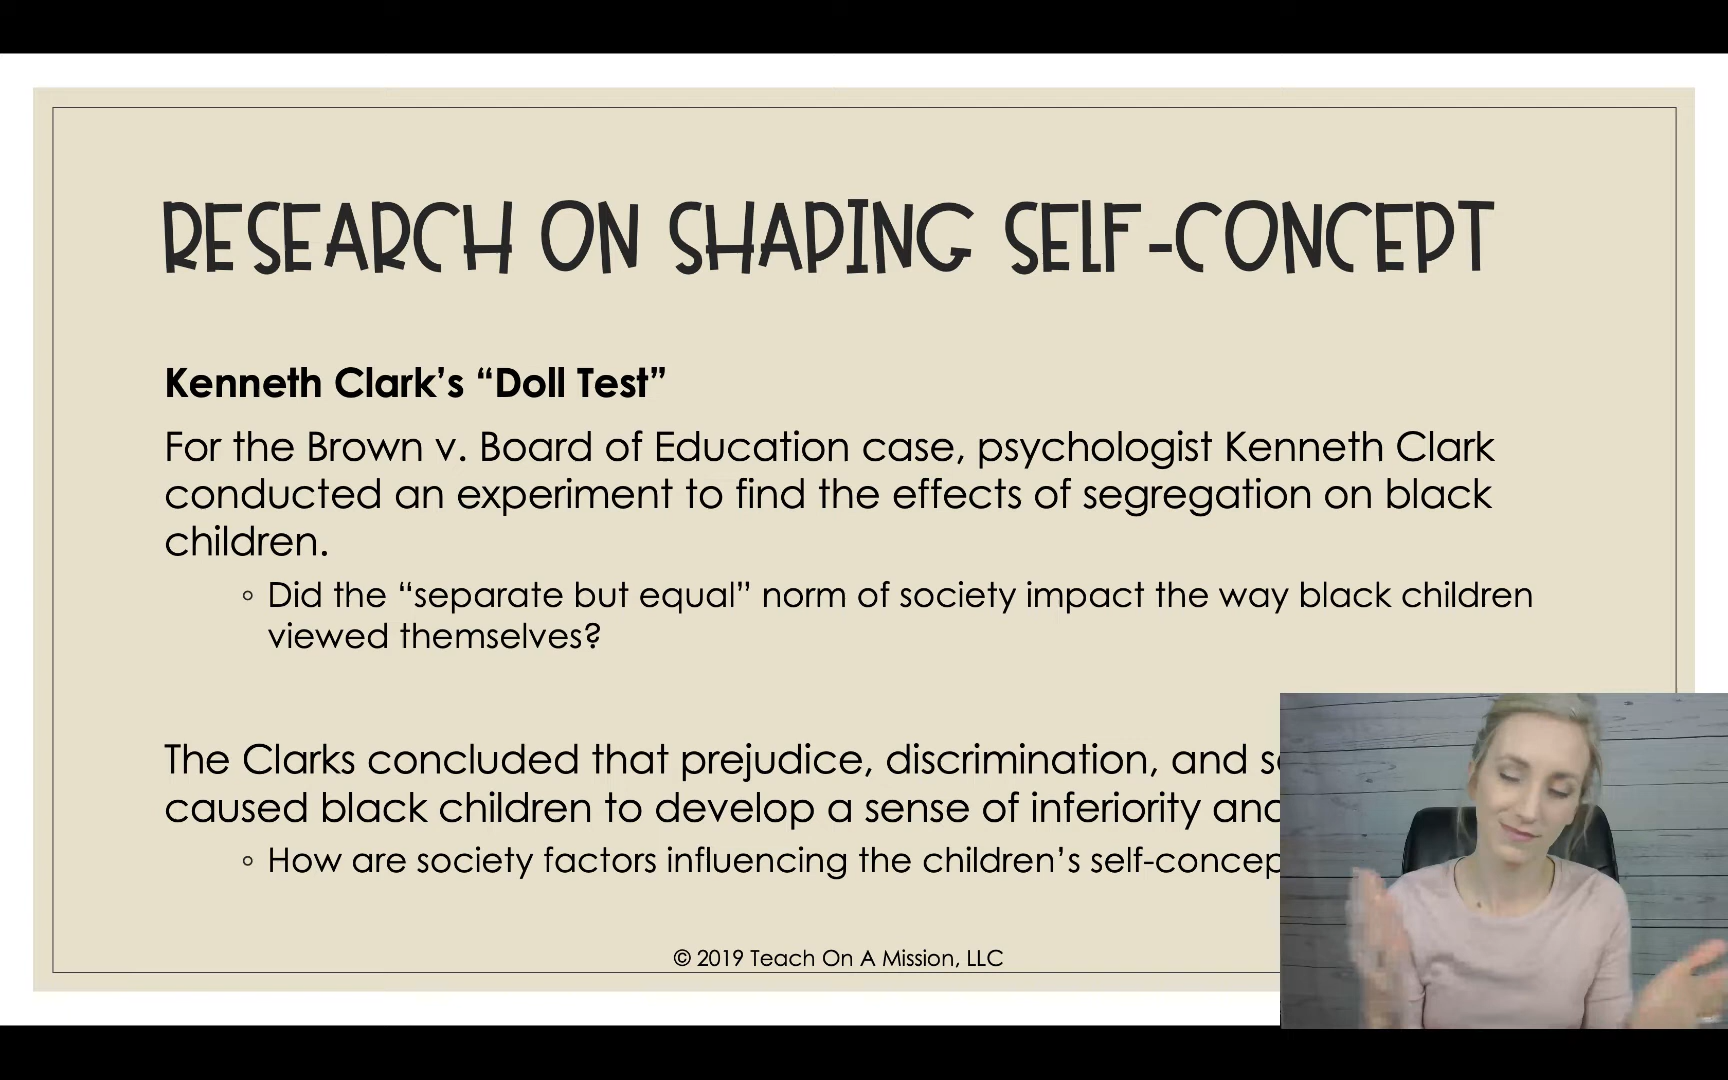 RESEARCH ON SHAPING SELF-CONCEPT
Kenneth Clark’s “Doll Test”
For the Brown v. Board of Education case, psychologist Kenneth Clark
conducted an experiment to find the effects of segregation on black
children.
◦ Did the “separate but equal” norm of society impact the way black children
viewed themselves?
The Clarks concluded that prejudice, discrimination, and
caused black children to develop a sense of inferiority and
◦ How are society factors influencing the children’s
© 2019 Teach On A Mission, LLC